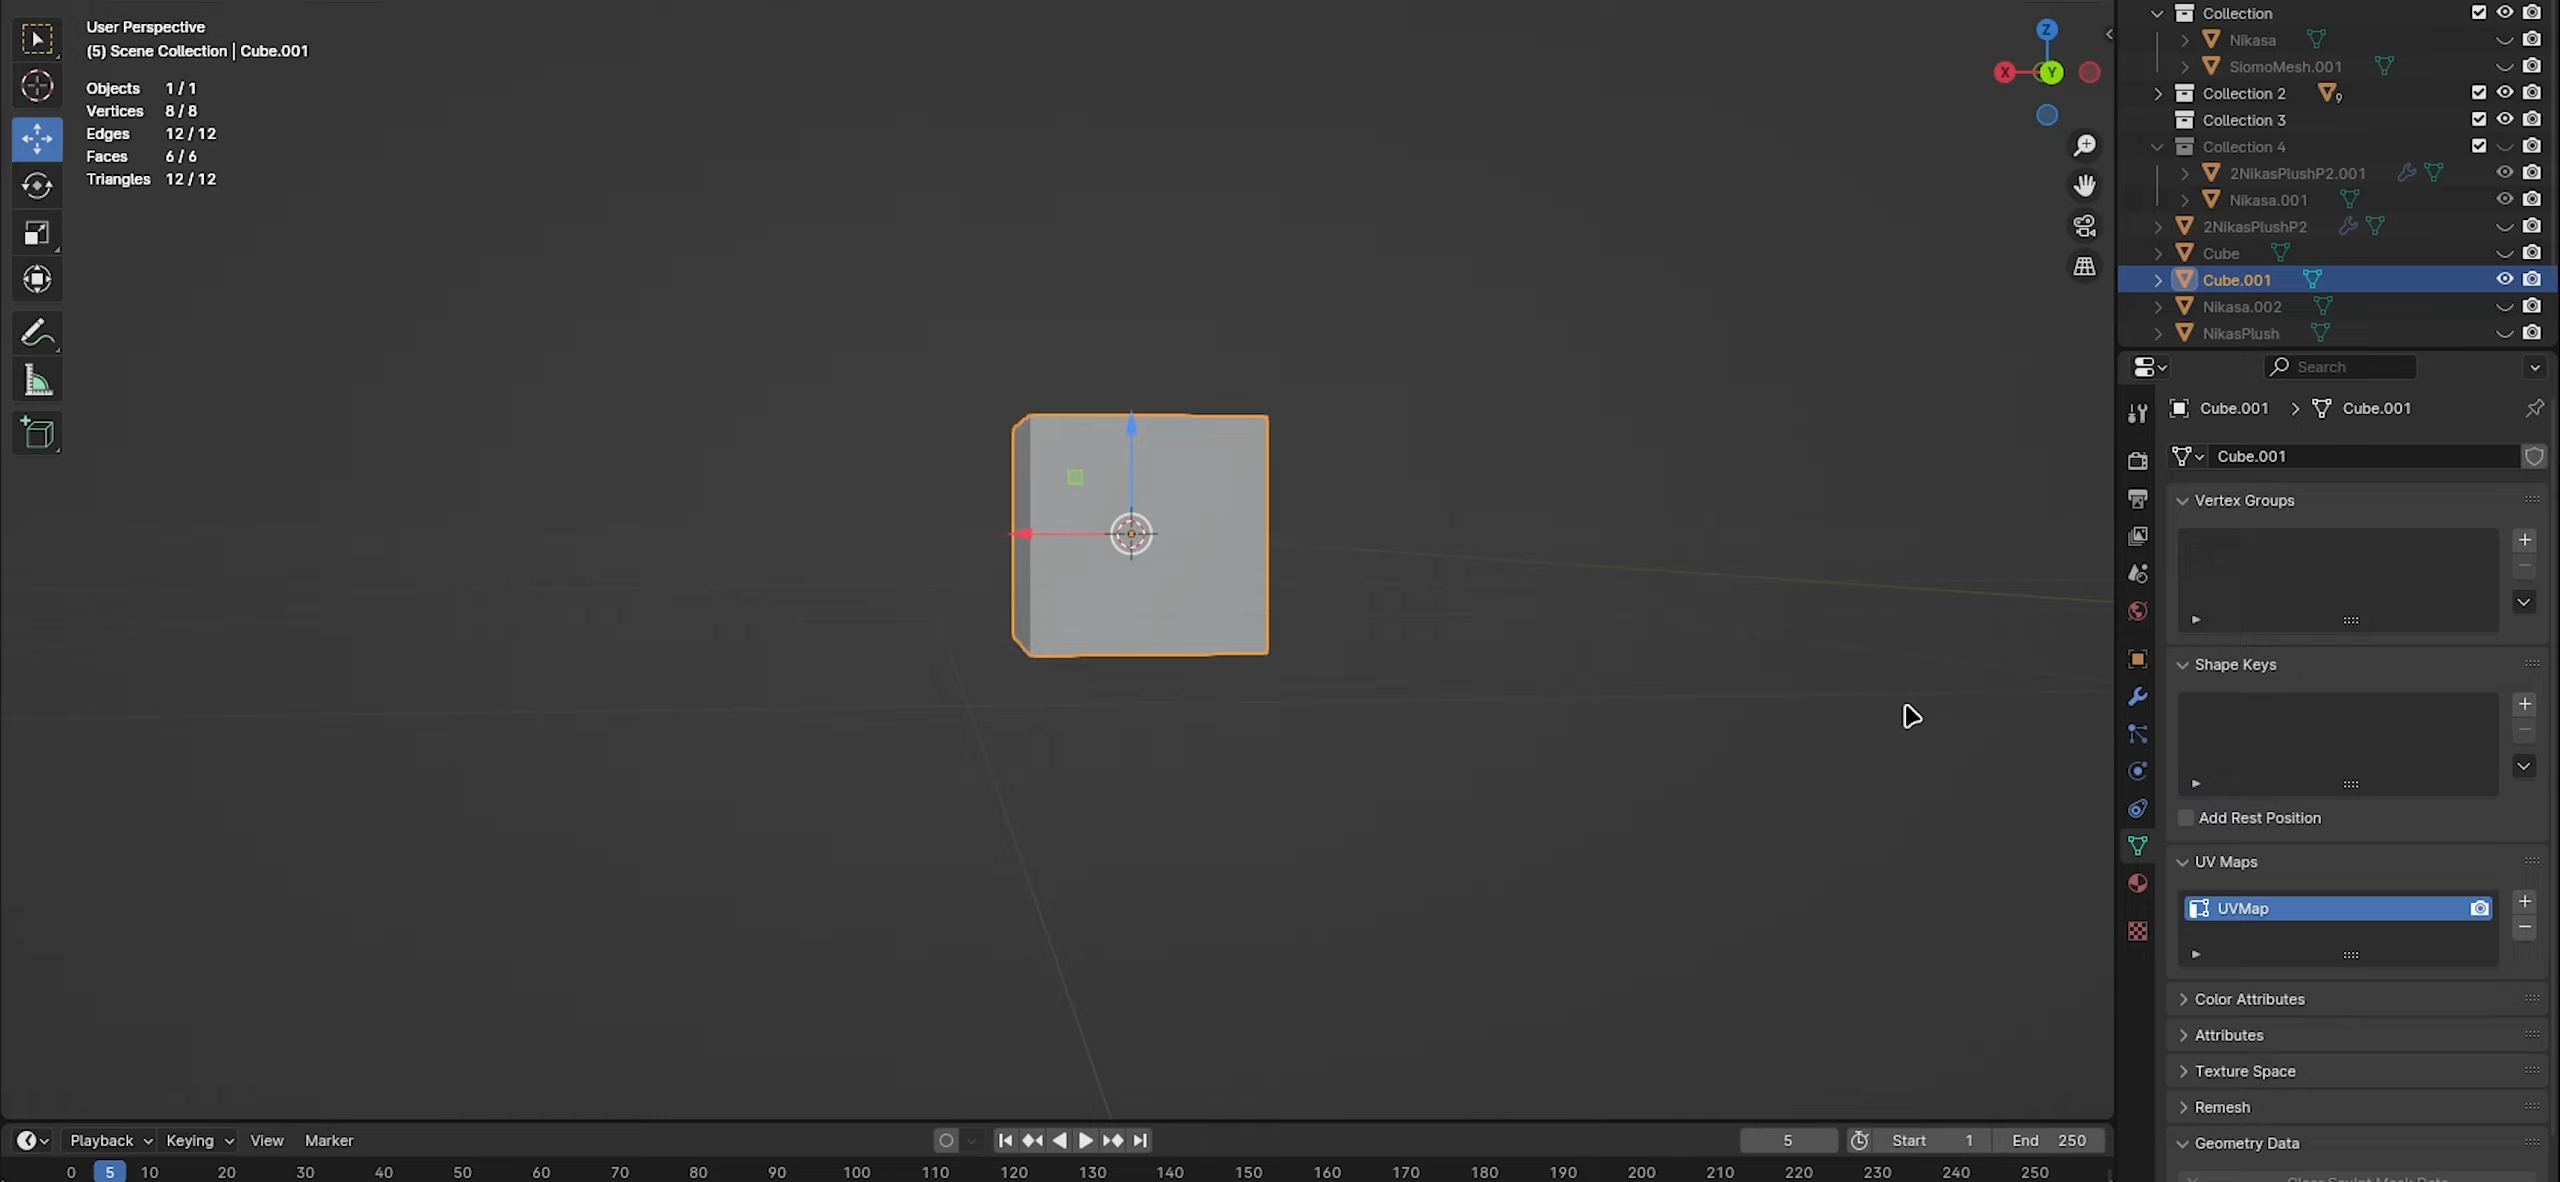 User Perspective
(5) Scene Collection | Cube.001
Objects 1 / 1
Vertices 8 / 8
Edges 12 / 12
Faces 6 / 6
Triangles 12 / 12
Z
X
Y
Collection
Nikasa
SiomoMesh.001
Collection 2 9
Collection 3
Collection 4
2NikasPlushP2.001
Nikasa.001
2NikasPlushP2
Cube
Cube.001
Nikasa.002
NikasPlush
Search
Cube.001 > Cube.001
Cube.001
Vertex Groups
Shape Keys
Add Rest Position
UV Maps
UVMap
Color Attributes
Attributes
Texture Space
Remesh
Geometry Data
Playback Keying View Marker
5 Start 1 End 250
0 5 10 20 30 40 50 60 70 80 90 100 110 120 130 140 150 160 170 180 190 200 210 220 230 240 250